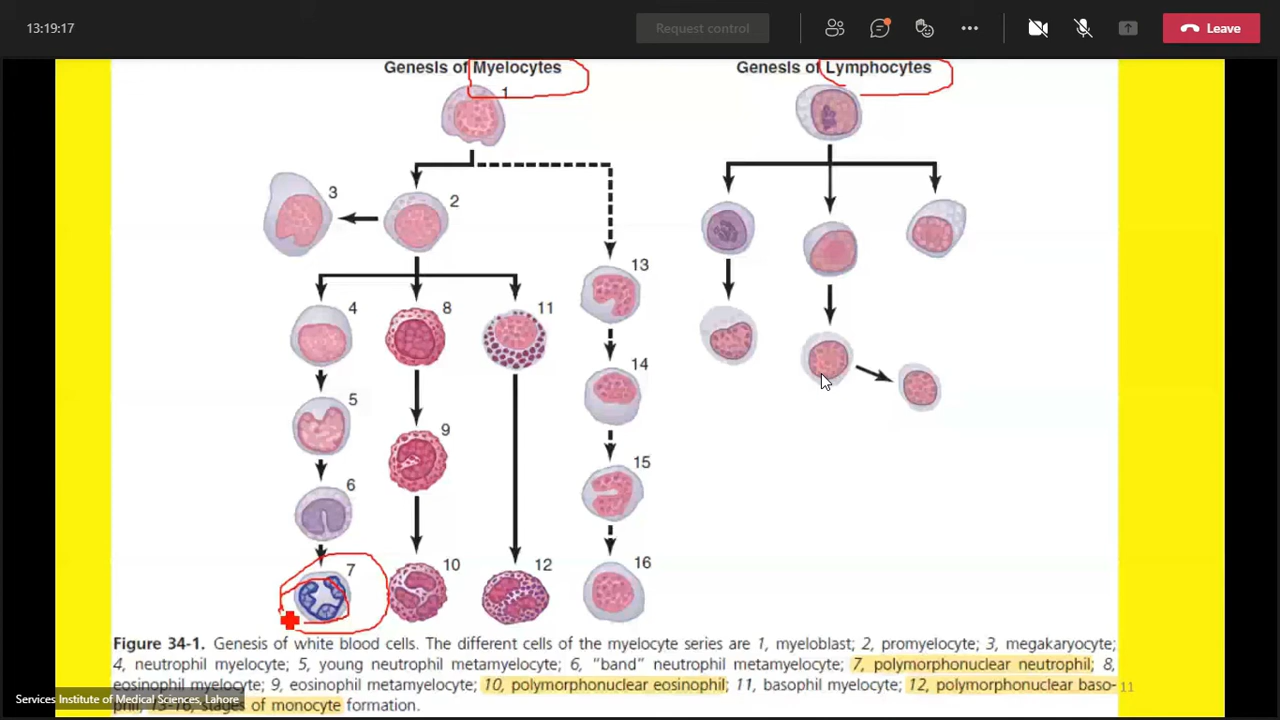 13:19:17
Request control
Leave
Genesis of Myelocytes
Genesis of Lymphocytes
1
3
2
13
4
8
11
14
5
9
15
6
7
10
12
16
Figure 34-1. Genesis of white blood cells. The different cells of the myelocyte series are 1, myeloblast; 2, promyelocyte; 3, megakaryocyte;
4, neutrophil myelocyte; 5, young neutrophil metamyelocyte; 6, “band” neutrophil metamyelocyte; 7, polymorphonuclear neutrophil; 8,
eosinophil myelocyte; 9, eosinophil metamyelocyte; 10, polymorphonuclear eosinophil; 11, basophil myelocyte; 12, polymorphonuclear baso-
stages of monocyte formation.
11
Services Institute of Medical Sciences, Lahore